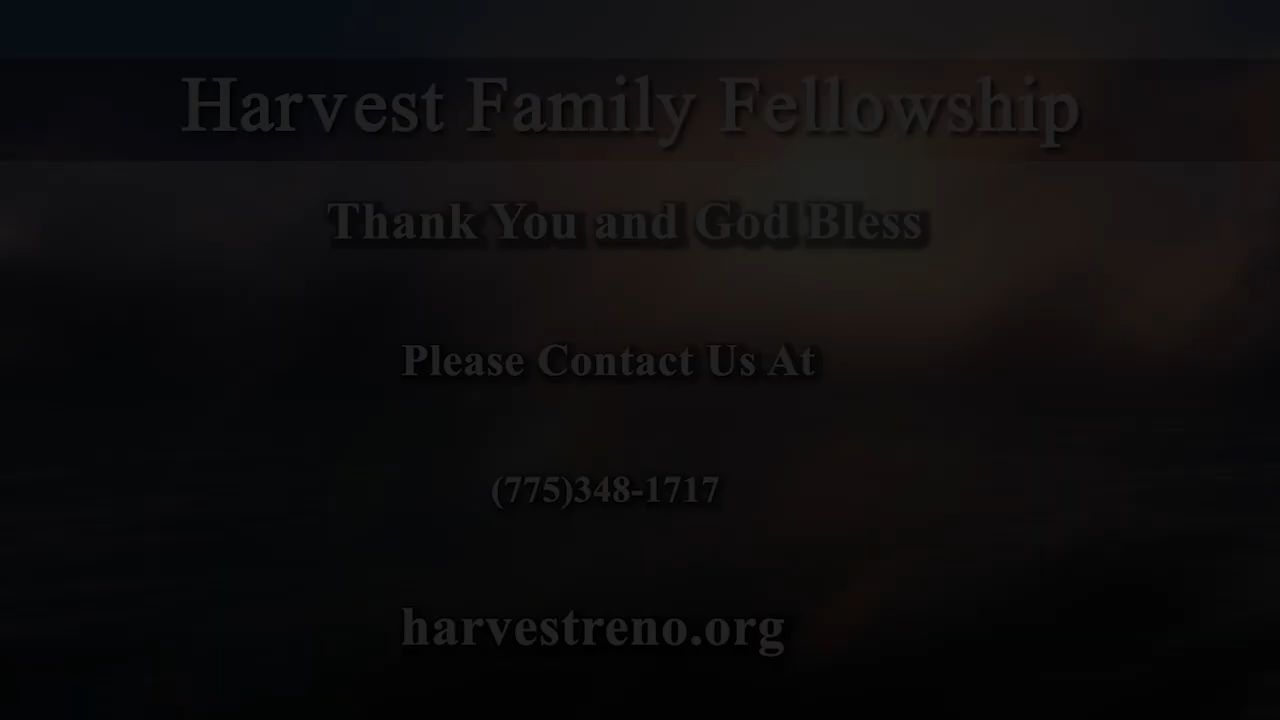 Harvest Family Fellowship
Thank You and God Bless
Please Contact Us At
(775)348-1717
harvestreno.org